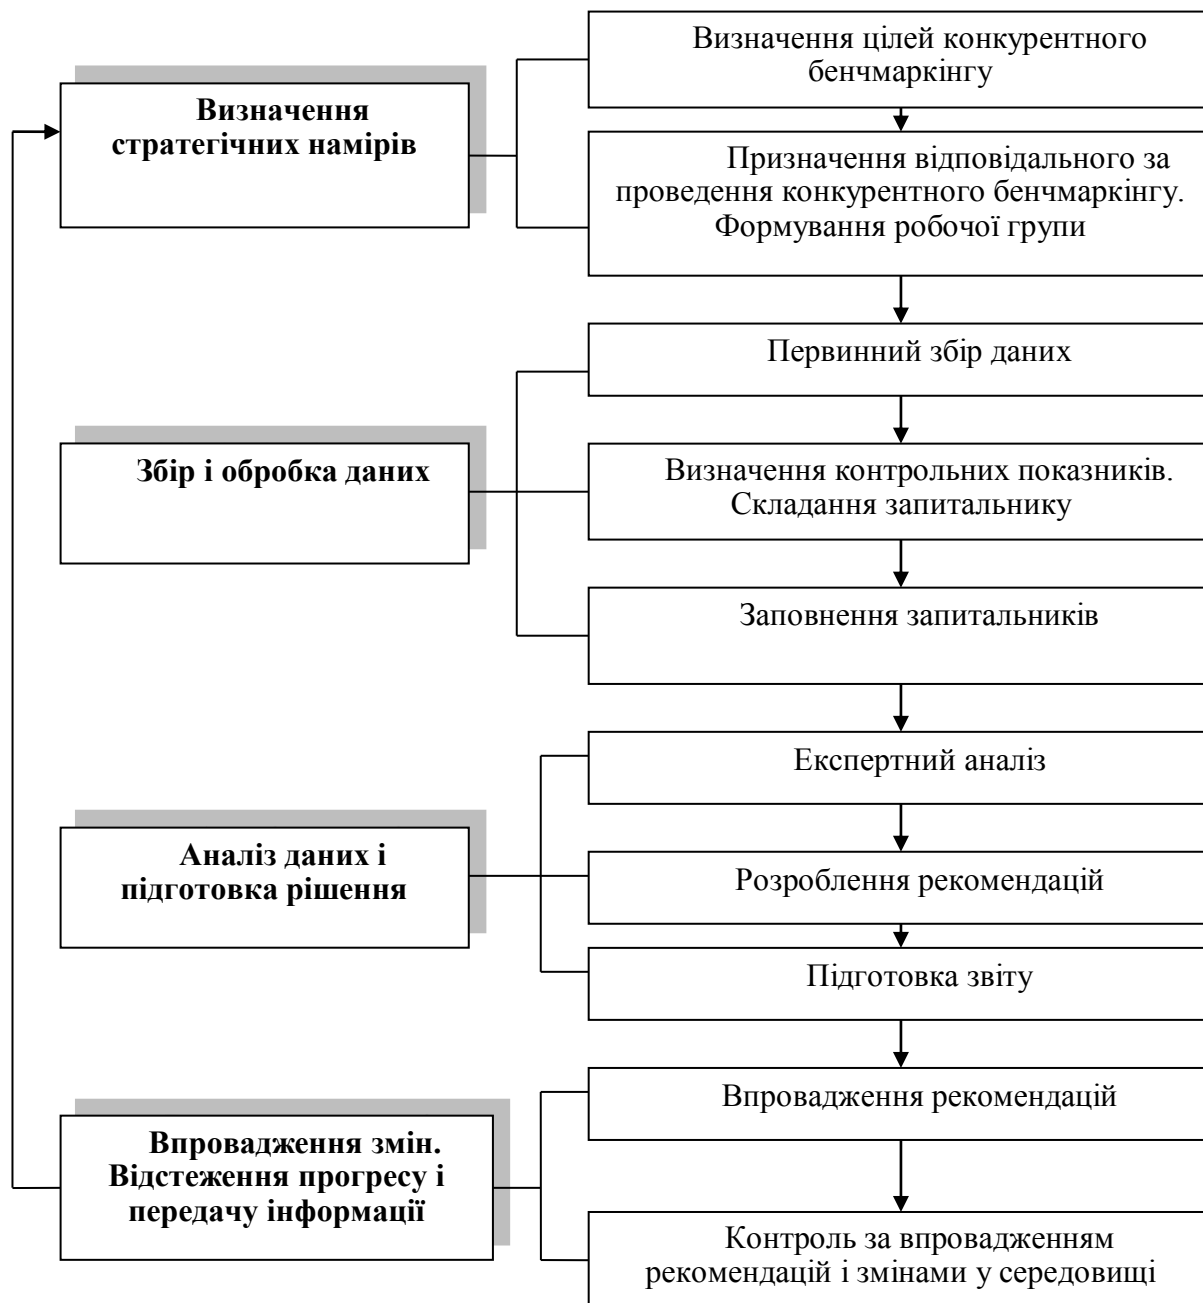 Визначення цілей конкурентного
бенчмаркінгу
Визначення
стратегічних намірів
Призначення відповідального за
проведення конкурентного бенчмаркінгу.
Формування робочої групи
Первинний збір даних
Збір і обробка даних
Визначення контрольних показників.
Складання запитальнику
Заповнення запитальників
Експертний аналіз
Аналіз даних і
підготовка рішення
Розроблення рекомендацій
Підготовка звіту
Впровадження рекомендацій
Впровадження змін.
Відстеження прогресу і
передачу інформації
Контроль за впровадженням
рекомендацій і змінами у середовищі